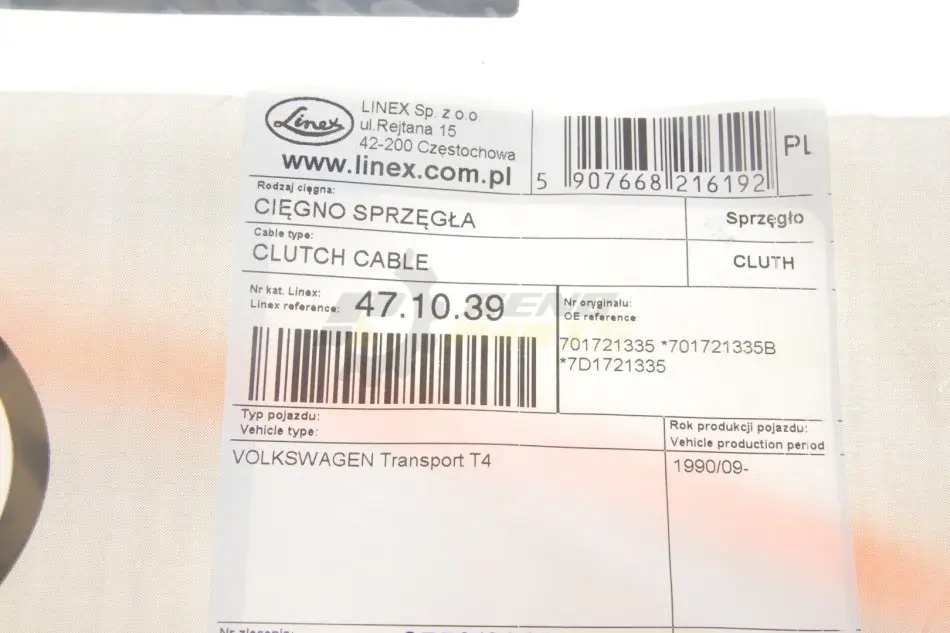 Linex
LINEX Sp. z o.o.
ul.Rejtana 15
42-200 Częstochowa
www.linex.com.pl
5 907668 216192
PL
Rodzaj cięgna:
CIĘGNO SPRZĘGŁA
Sprzęgło
Cable type:
CLUTCH CABLE
CLUTH
Nr kat. Linex:
Linex reference:
47.10.39
Nr oryginału:
OE reference
701721335 *701721335B
*7D1721335
Typ pojazdu:
Vehicle type:
Rok produkcji pojazdu:
Vehicle production period
VOLKSWAGEN Transport T4
1990/09-
Nr zlecenia: